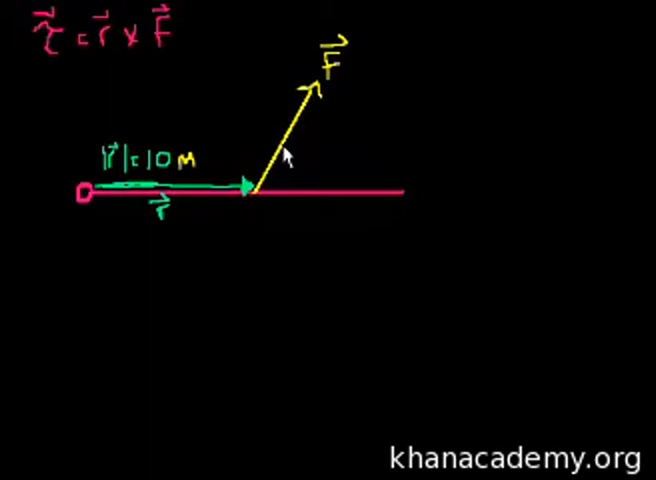 τ⃗ = r⃗ × F⃗
F⃗
|r⃗| = 10 m
r⃗
khanacademy.org